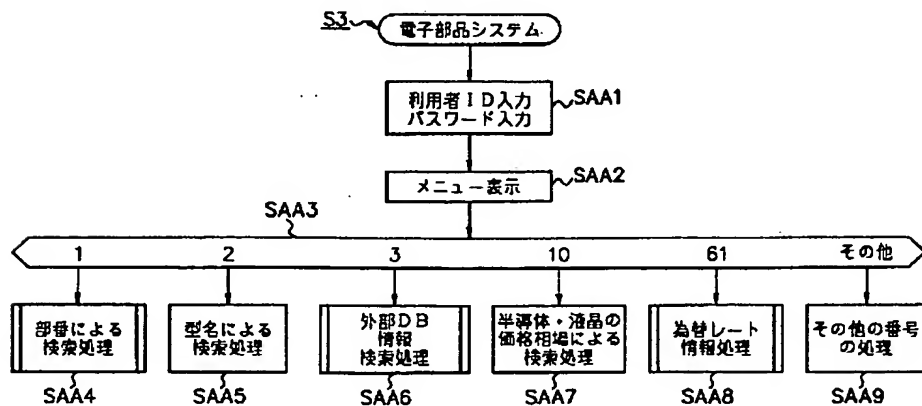 S3
電子部品システム
利用者ID入力
パスワード入力
SAA1
メニュー表示
SAA2
SAA3
1
2
3
10
61
その他
部番による
検索処理
型名による
検索処理
外部DB
情報
検索処理
半導体・液晶の
価格相場による
検索処理
為替レート
情報処理
その他の番号
の処理
SAA4
SAA5
SAA6
SAA7
SAA8
SAA9